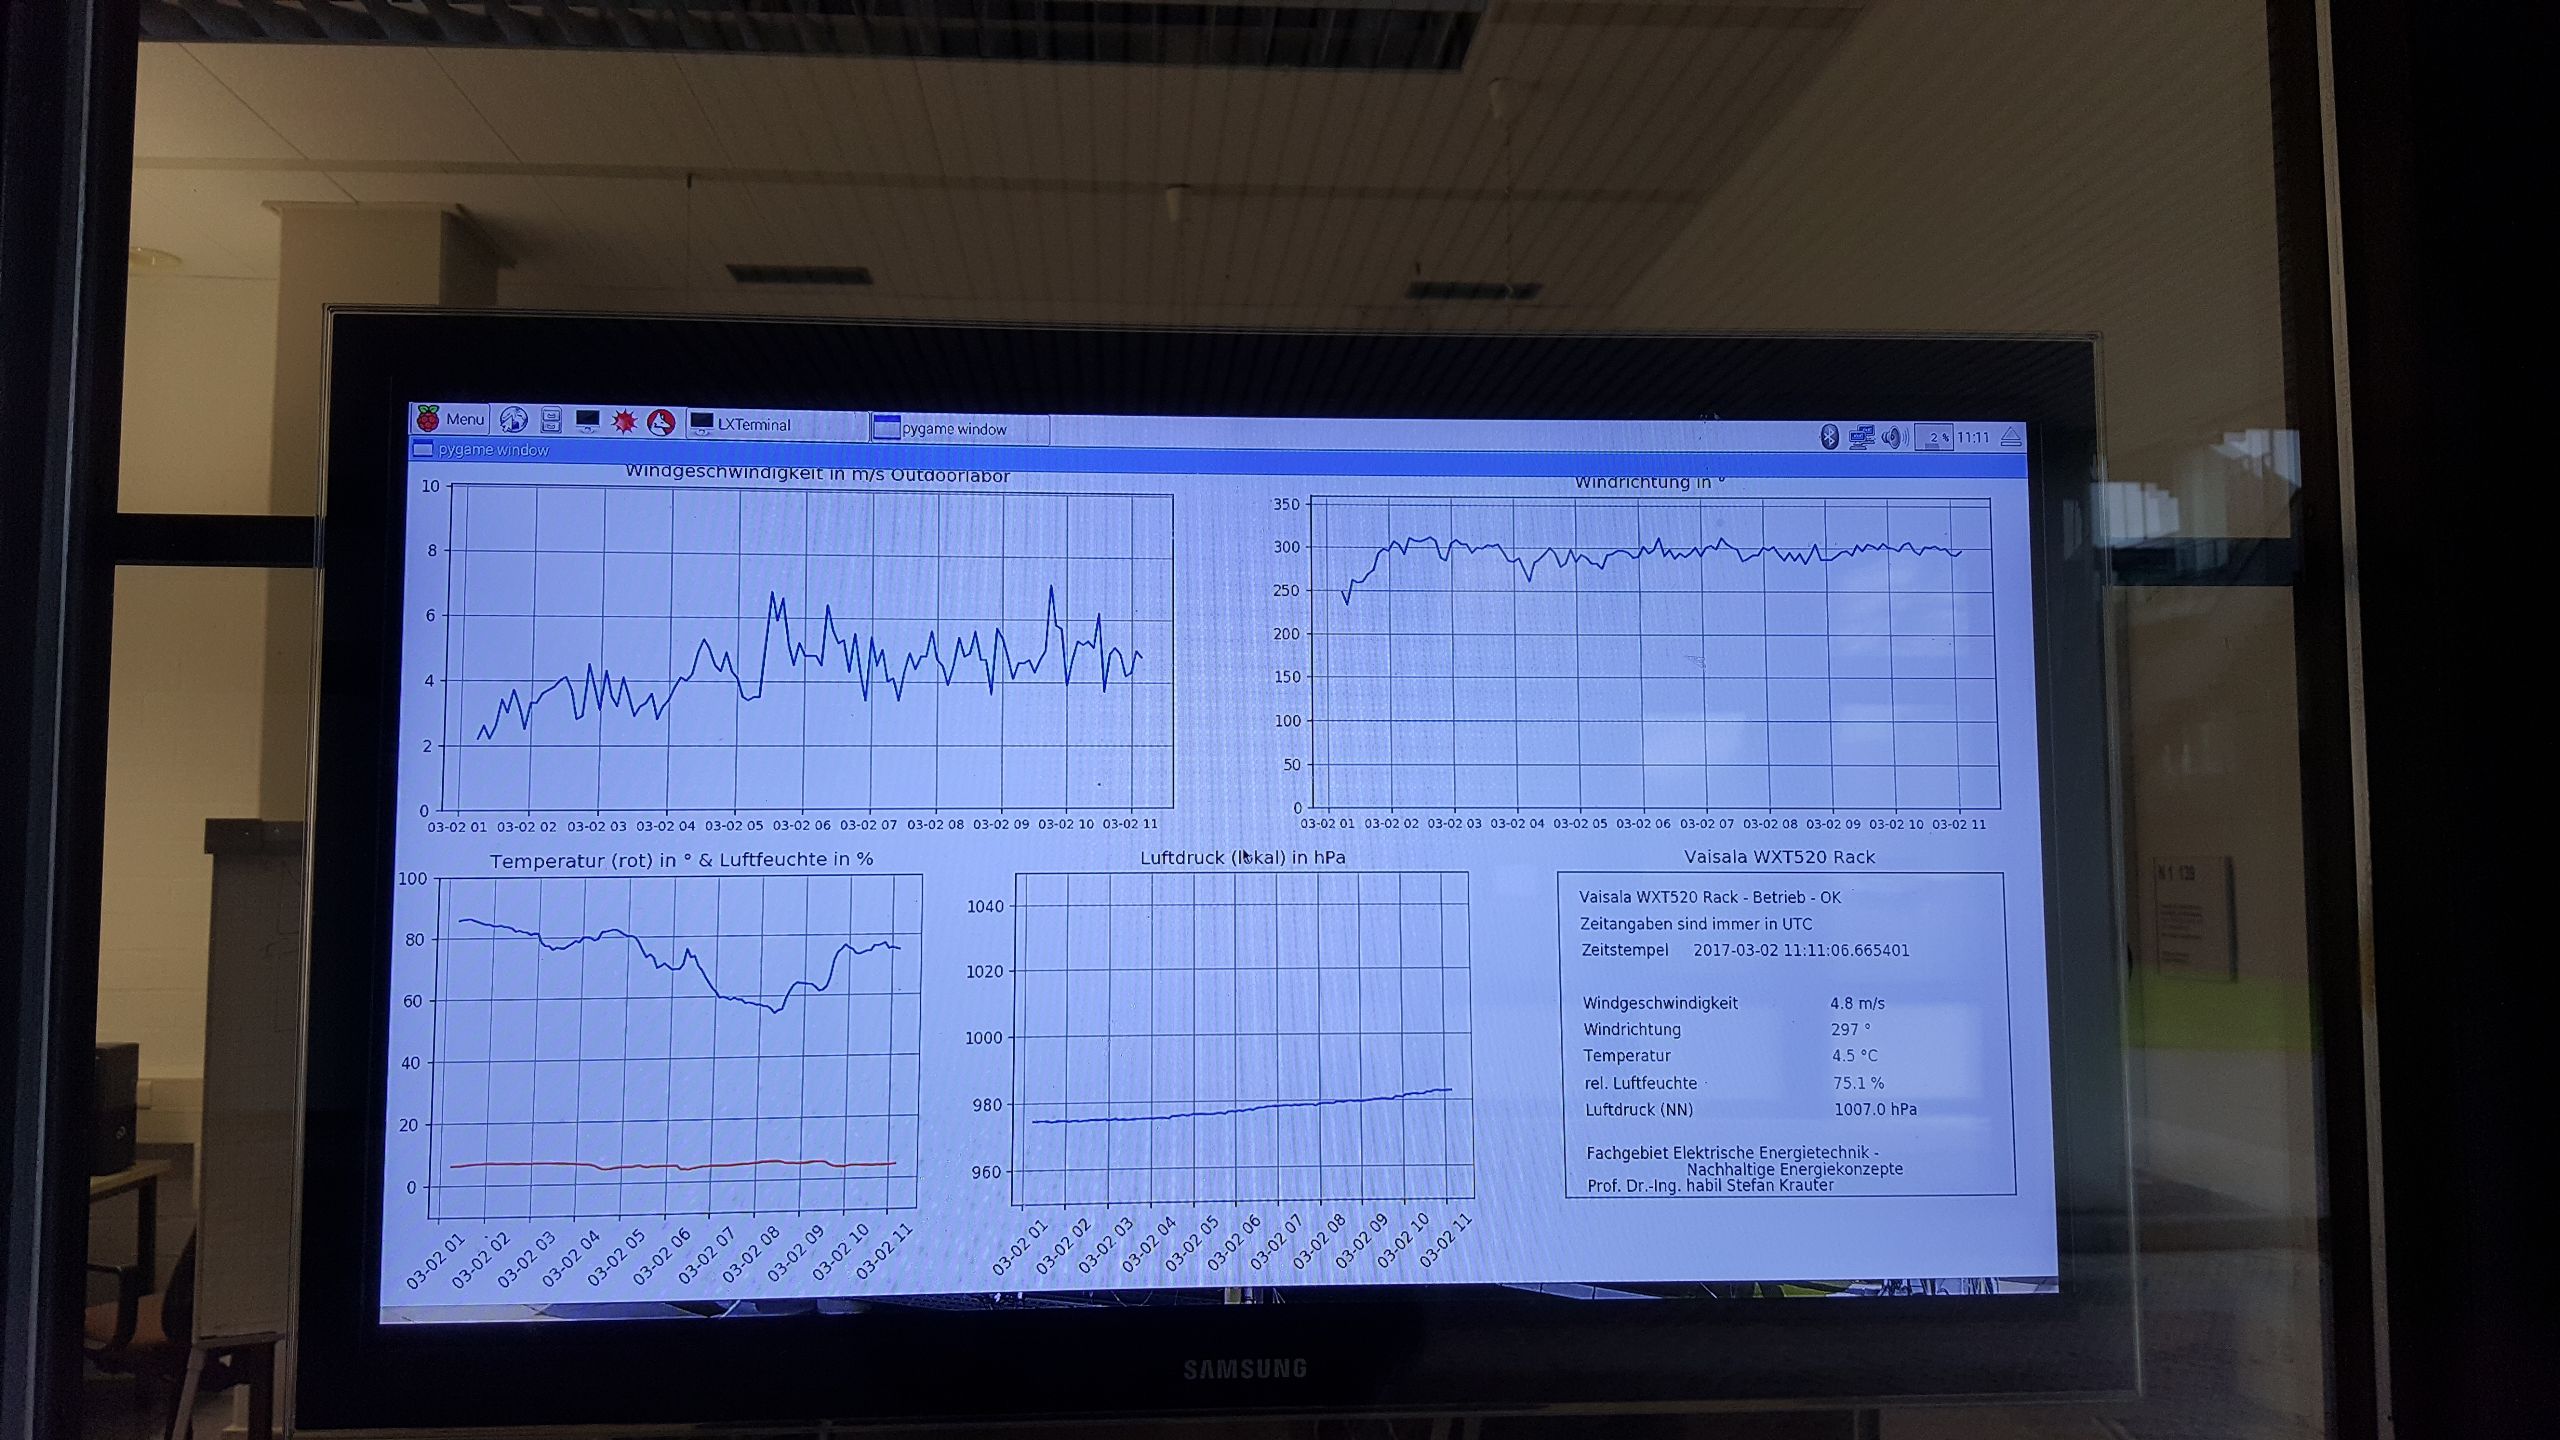 Menu LXTerminal pygame window 2 % 11:11
pygame window
Windgeschwindigkeit in m/s Outdoorlabor
10
8
6
4
2
0
03-02 01 03-02 02 03-02 03 03-02 04 03-02 05 03-02 06 03-02 07 03-02 08 03-02 09 03-02 10 03-02 11
Windrichtung in °
350
300
250
200
150
100
50
0
03-02 01 03-02 02 03-02 03 03-02 04 03-02 05 03-02 06 03-02 07 03-02 08 03-02 09 03-02 10 03-02 11
Temperatur (rot) in ° & Luftfeuchte in %
100
80
60
40
20
0
03-02 01 03-02 02 03-02 03 03-02 04 03-02 05 03-02 06 03-02 07 03-02 08 03-02 09 03-02 10 03-02 11
Luftdruck (lokal) in hPa
1040
1020
1000
980
960
03-02 01 03-02 02 03-02 03 03-02 04 03-02 05 03-02 06 03-02 07 03-02 08 03-02 09 03-02 10 03-02 11
Vaisala WXT520 Rack
Vaisala WXT520 Rack - Betrieb - OK
Zeitangaben sind immer in UTC
Zeitstempel 2017-03-02 11:11:06.665401
Windgeschwindigkeit 4.8 m/s
Windrichtung 297 °
Temperatur 4.5 °C
rel. Luftfeuchte 75.1 %
Luftdruck (NN) 1007.0 hPa
Fachgebiet Elektrische Energietechnik -
Nachhaltige Energiekonzepte
Prof. Dr.-Ing. habil Stefan Krauter
SAMSUNG